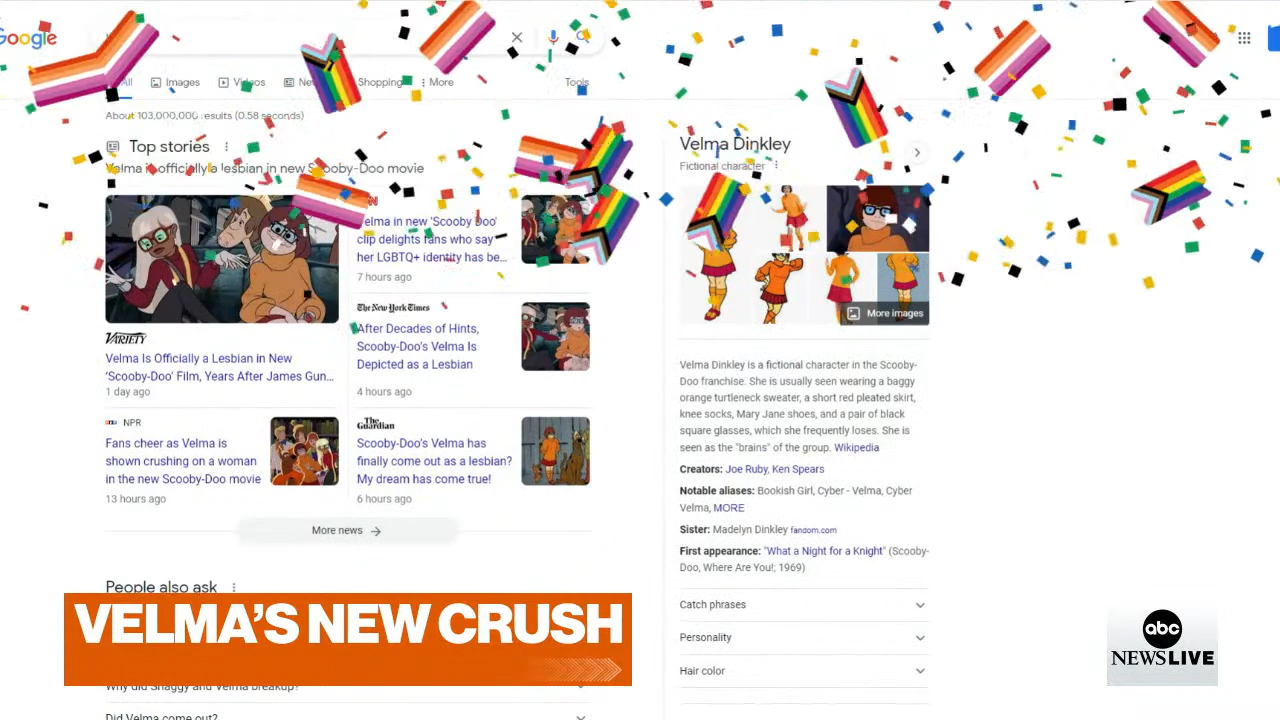 Google
All
Images
Videos
Shopping
More
Tools
About 103,000,000 results (0.58 seconds)
Top stories
Velma is officially a lesbian in new Scooby-Doo movie
VARIETY
Velma Is Officially a Lesbian in New
'Scooby-Doo' Film, Years After James Gun...
1 day ago
Velma in new 'Scooby Doo'
clip delights fans who say
her LGBTQ+ identity has be...
7 hours ago
The New York Times
After Decades of Hints,
Scooby-Doo's Velma Is
Depicted as a Lesbian
4 hours ago
NPR
Fans cheer as Velma is
shown crushing on a woman
in the new Scooby-Doo movie
13 hours ago
The
Guardian
Scooby-Doo's Velma has
finally come out as a lesbian?
My dream has come true!
6 hours ago
More news
People also ask
Why did Shaggy and Velma breakup?
Did Velma come out?
Velma Dinkley
Fictional character
More images
Velma Dinkley is a fictional character in the Scooby-
Doo franchise. She is usually seen wearing a baggy
orange turtleneck sweater, a short red pleated skirt,
knee socks, Mary Jane shoes, and a pair of black
square glasses, which she frequently loses. She is
seen as the "brains" of the group. Wikipedia
Creators: Joe Ruby, Ken Spears
Notable aliases: Bookish Girl, Cyber - Velma, Cyber
Velma, MORE
Sister: Madelyn Dinkley fandom.com
First appearance: "What a Night for a Knight" (Scooby-
Doo, Where Are You!; 1969)
Catch phrases
Personality
Hair color
VELMA'S NEW CRUSH
abc
NEWS LIVE